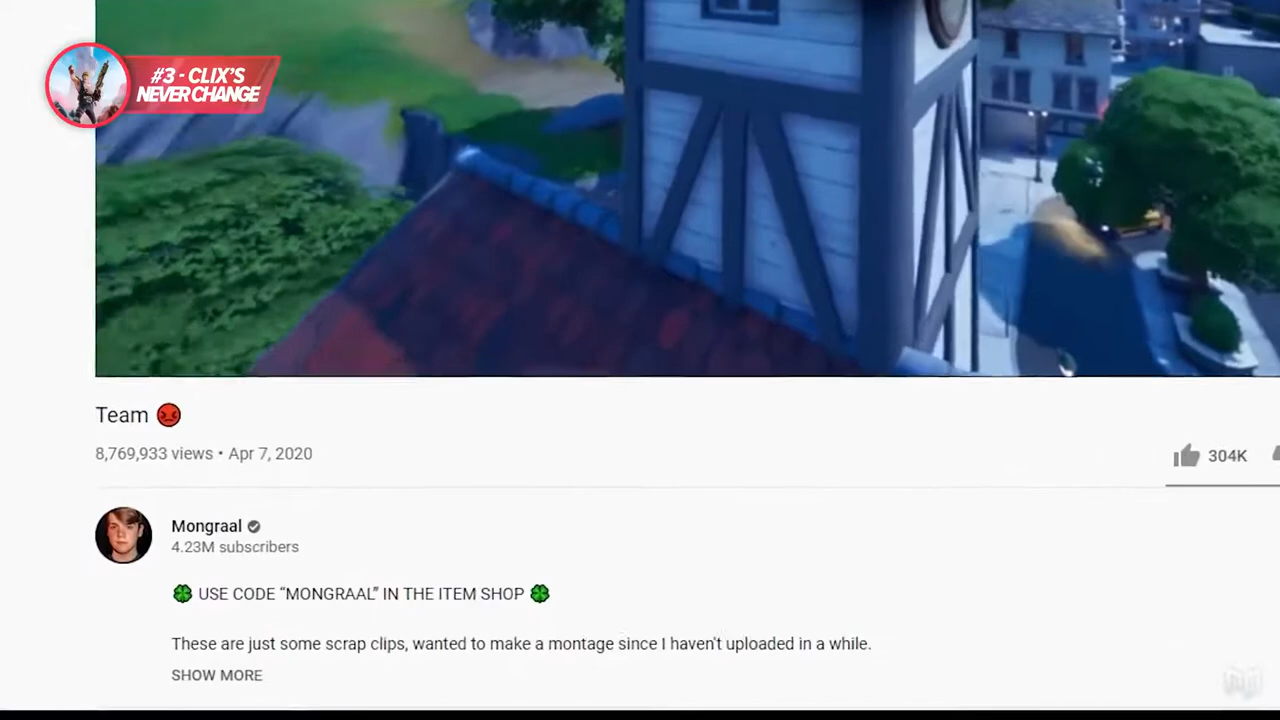 #3 - CLIX'S
NEVER CHANGE
Team
8,769,933 views • Apr 7, 2020
304K
Mongraal
4.23M subscribers
🍀 USE CODE “MONGRAAL” IN THE ITEM SHOP 🍀
These are just some scrap clips, wanted to make a montage since I haven't uploaded in a while.
SHOW MORE